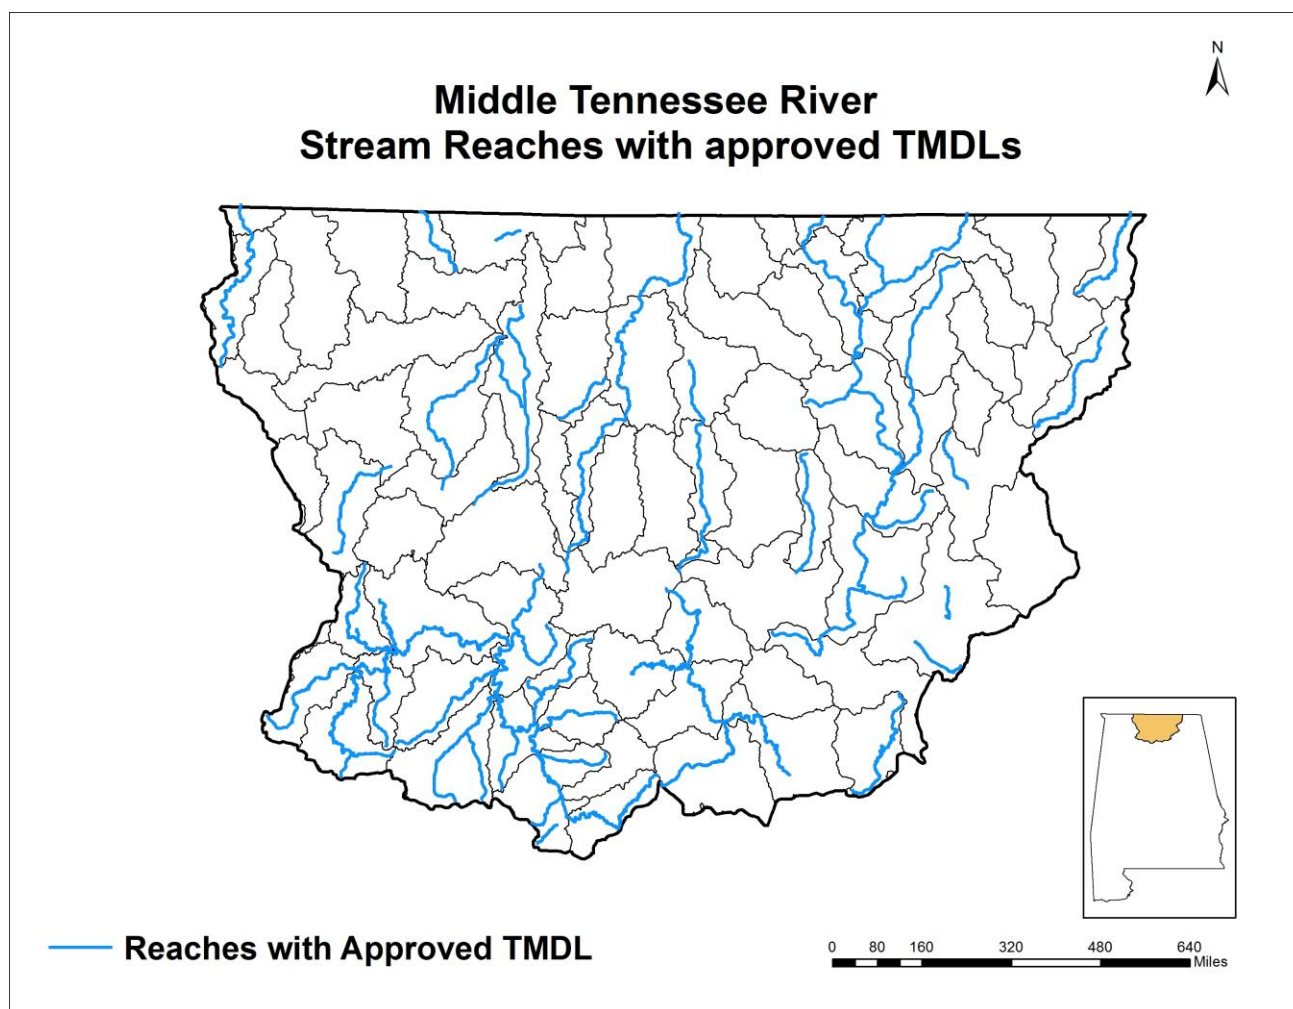 N
Middle Tennessee River
Stream Reaches with approved TMDLs
Reaches with Approved TMDL
0 80 160 320 480 640
Miles